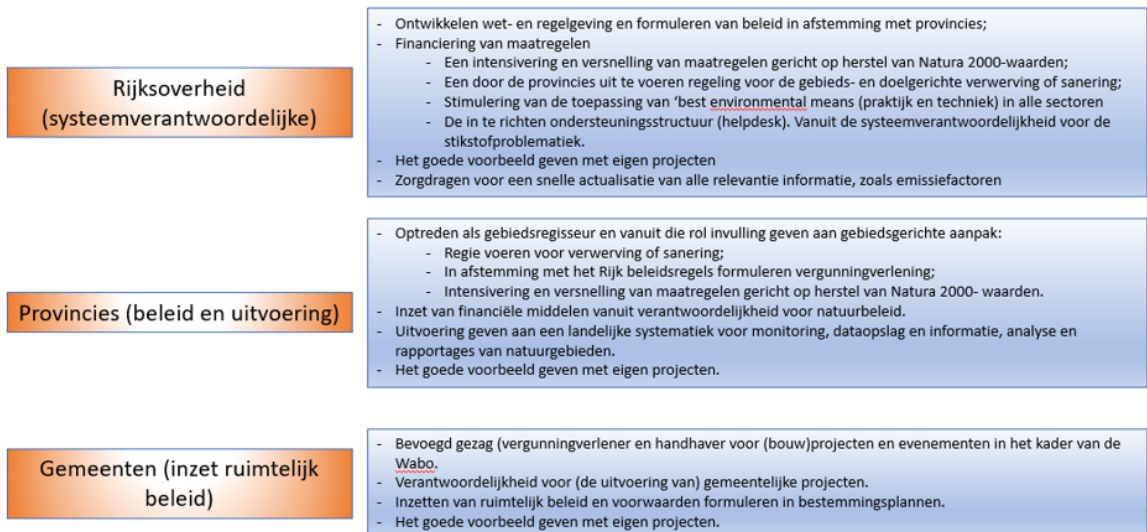 Rijksoverheid
(systeemverantwoordelijke)
- Ontwikkelen wet- en regelgeving en formuleren van beleid in afstemming met provincies;
- Financiering van maatregelen
- Een intensivering en versnelling van maatregelen gericht op herstel van Natura 2000-waarden;
- Een door de provincies uit te voeren regeling voor de gebieds- en doelgerichte verwerving of sanering;
- Stimulering van de toepassing van ‘best environmental means (praktijk en techniek) in alle sectoren
- De in te richten ondersteuningsstructuur (helpdesk). Vanuit de systeemverantwoordelijkheid voor de
stikstofproblematiek.
- Het goede voorbeeld geven met eigen projecten
- Zorgdragen voor een snelle actualisatie van alle relevantie informatie, zoals emissiefactoren
Provincies (beleid en uitvoering)
- Optreden als gebiedsregisseur en vanuit die rol invulling geven aan gebiedsgerichte aanpak:
- Regie voeren voor verwerving of sanering;
- In afstemming met het Rijk beleidsregels formuleren vergunningverlening;
- Intensivering en versnelling van maatregelen gericht op herstel van Natura 2000- waarden.
- Inzet van financiële middelen vanuit verantwoordelijkheid voor natuurbeleid.
- Uitvoering geven aan een landelijke systematiek voor monitoring, dataopslag en informatie, analyse en
rapportages van natuurgebieden.
- Het goede voorbeeld geven met eigen projecten.
Gemeenten (inzet ruimtelijk
beleid)
- Bevoegd gezag (vergunningverlener en handhaver voor (bouw)projecten en evenementen in het kader van de
Wabo.
- Verantwoordelijkheid voor (de uitvoering van) gemeentelijke projecten.
- Inzetten van ruimtelijk beleid en voorwaarden formuleren in bestemmingsplannen.
- Het goede voorbeeld geven met eigen projecten.